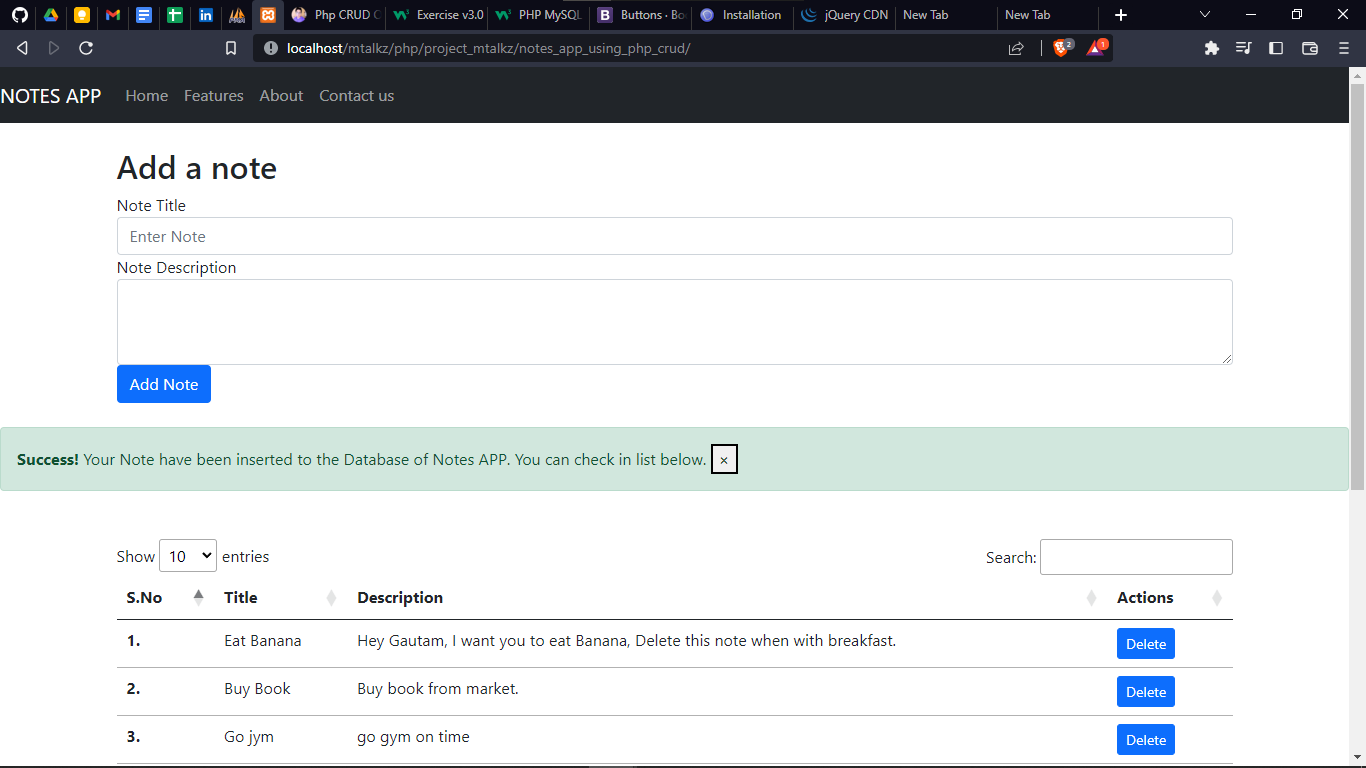 Php CRUD C
Exercise v3.0
PHP MySQL
Buttons · Bo
Installation
jQuery CDN
New Tab
New Tab
localhost/mtalkz/php/project_mtalkz/notes_app_using_php_crud/
2
1
NOTES APP Home Features About Contact us
Add a note
Note Title
Enter Note
Note Description
Add Note
Success! Your Note have been inserted to the Database of Notes APP. You can check in list below. ×
Show 10 entries Search:
S.No Title Description Actions
1. Eat Banana Hey Gautam, I want you to eat Banana, Delete this note when with breakfast. Delete
2. Buy Book Buy book from market. Delete
3. Go jym go gym on time Delete